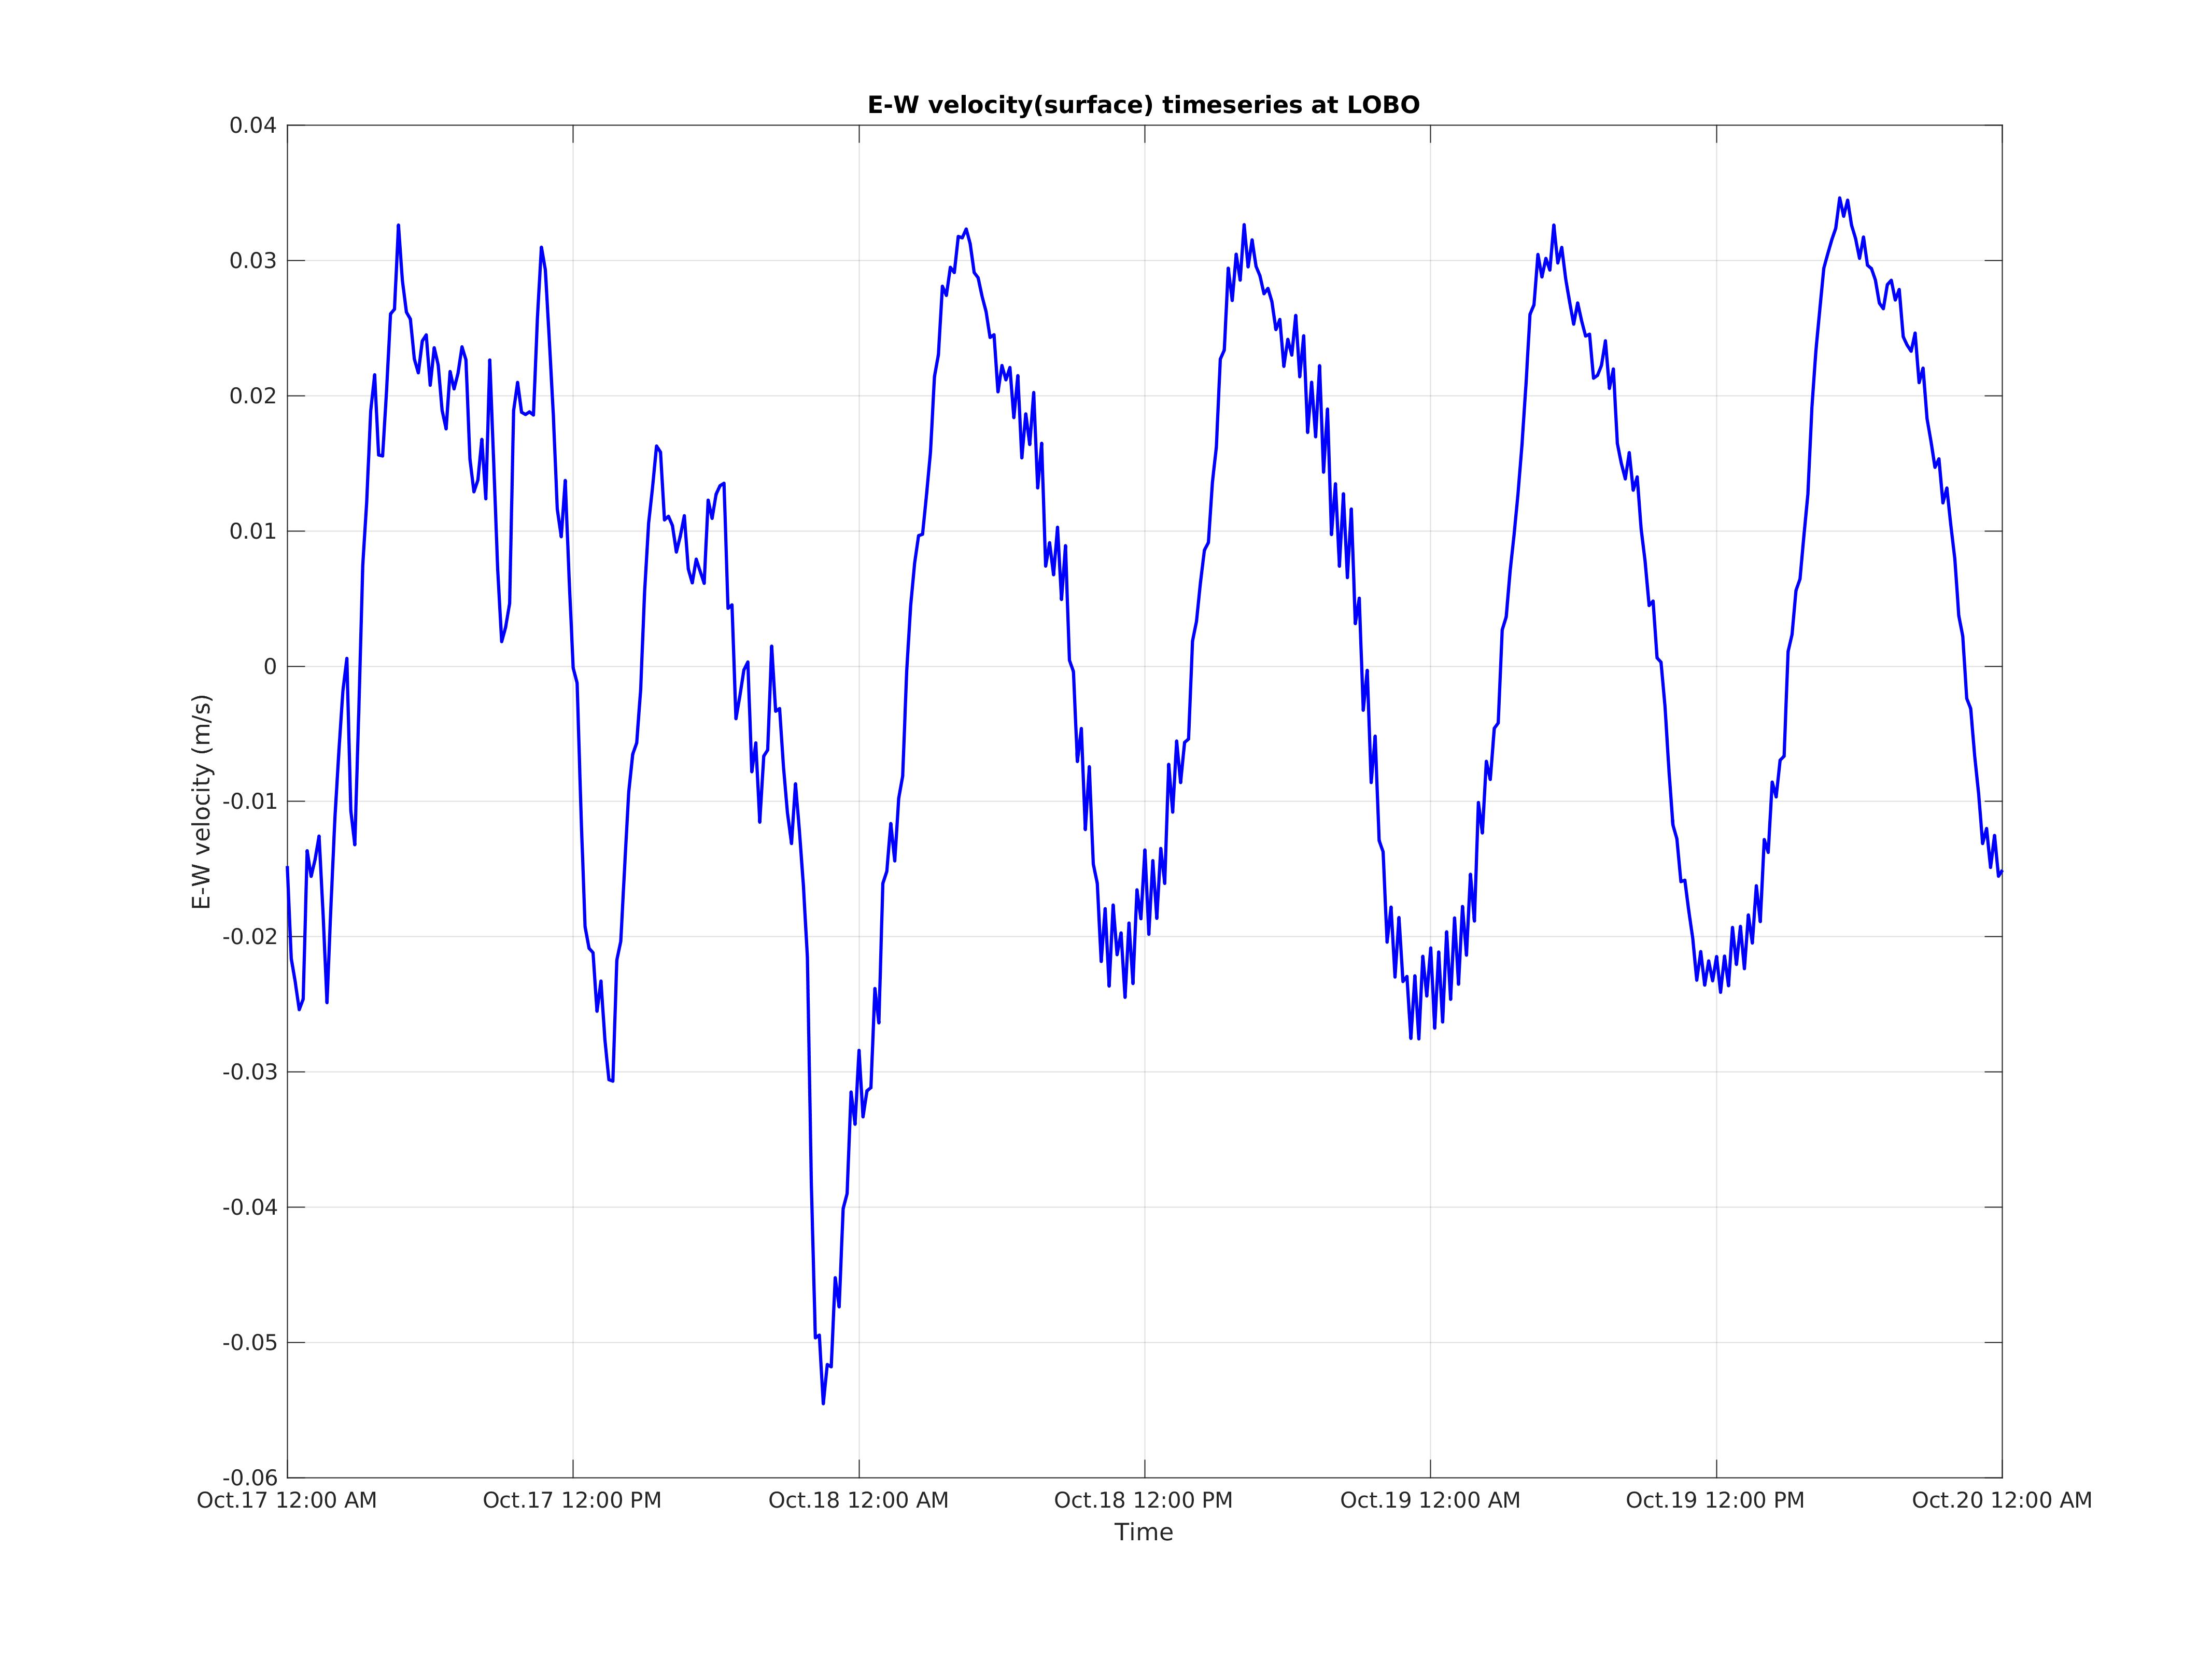 E-W velocity(surface) timeseries at LOBO
0.04
0.03
0.02
0.01
0
-0.01
-0.02
-0.03
-0.04
-0.05
-0.06
E-W velocity (m/s)
Oct.17 12:00 AM Oct.17 12:00 PM Oct.18 12:00 AM Oct.18 12:00 PM Oct.19 12:00 AM Oct.19 12:00 PM Oct.20 12:00 AM
Time